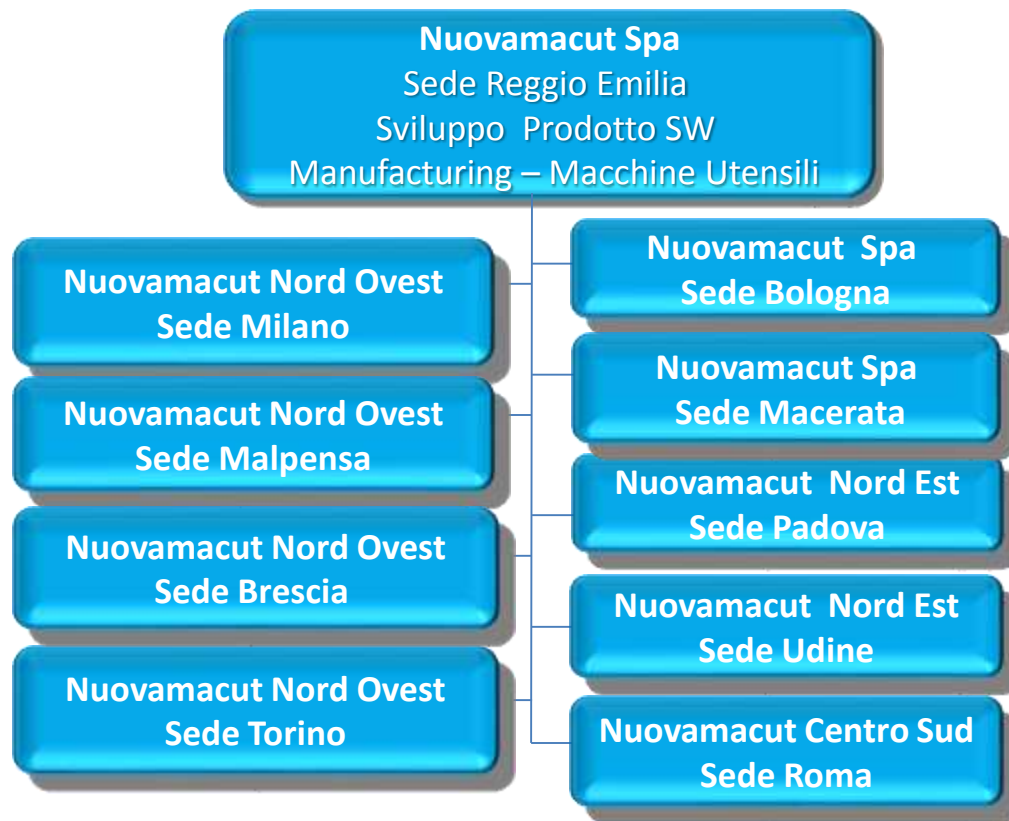 Nuovamacut Spa
Sede Reggio Emilia
Sviluppo Prodotto SW
Manufacturing – Macchine Utensili
Nuovamacut Nord Ovest
Sede Milano
Nuovamacut Nord Ovest
Sede Malpensa
Nuovamacut Nord Ovest
Sede Brescia
Nuovamacut Nord Ovest
Sede Torino
Nuovamacut Spa
Sede Bologna
Nuovamacut Spa
Sede Macerata
Nuovamacut Nord Est
Sede Padova
Nuovamacut Nord Est
Sede Udine
Nuovamacut Centro Sud
Sede Roma